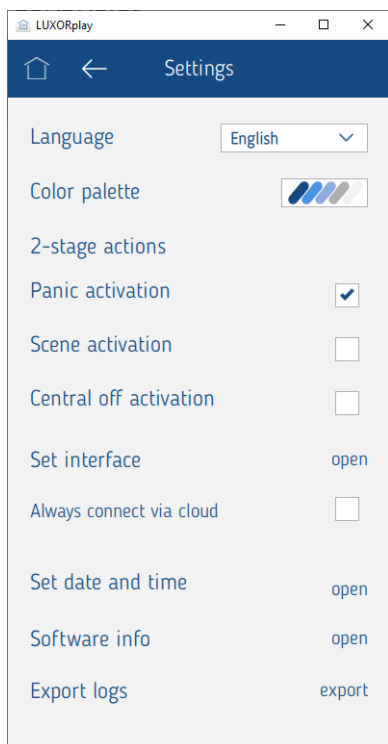 LUXORplay
Settings
Language English
Color palette
2-stage actions
Panic activation
Scene activation
Central off activation
Set interface open
Always connect via cloud
Set date and time open
Software info open
Export logs export